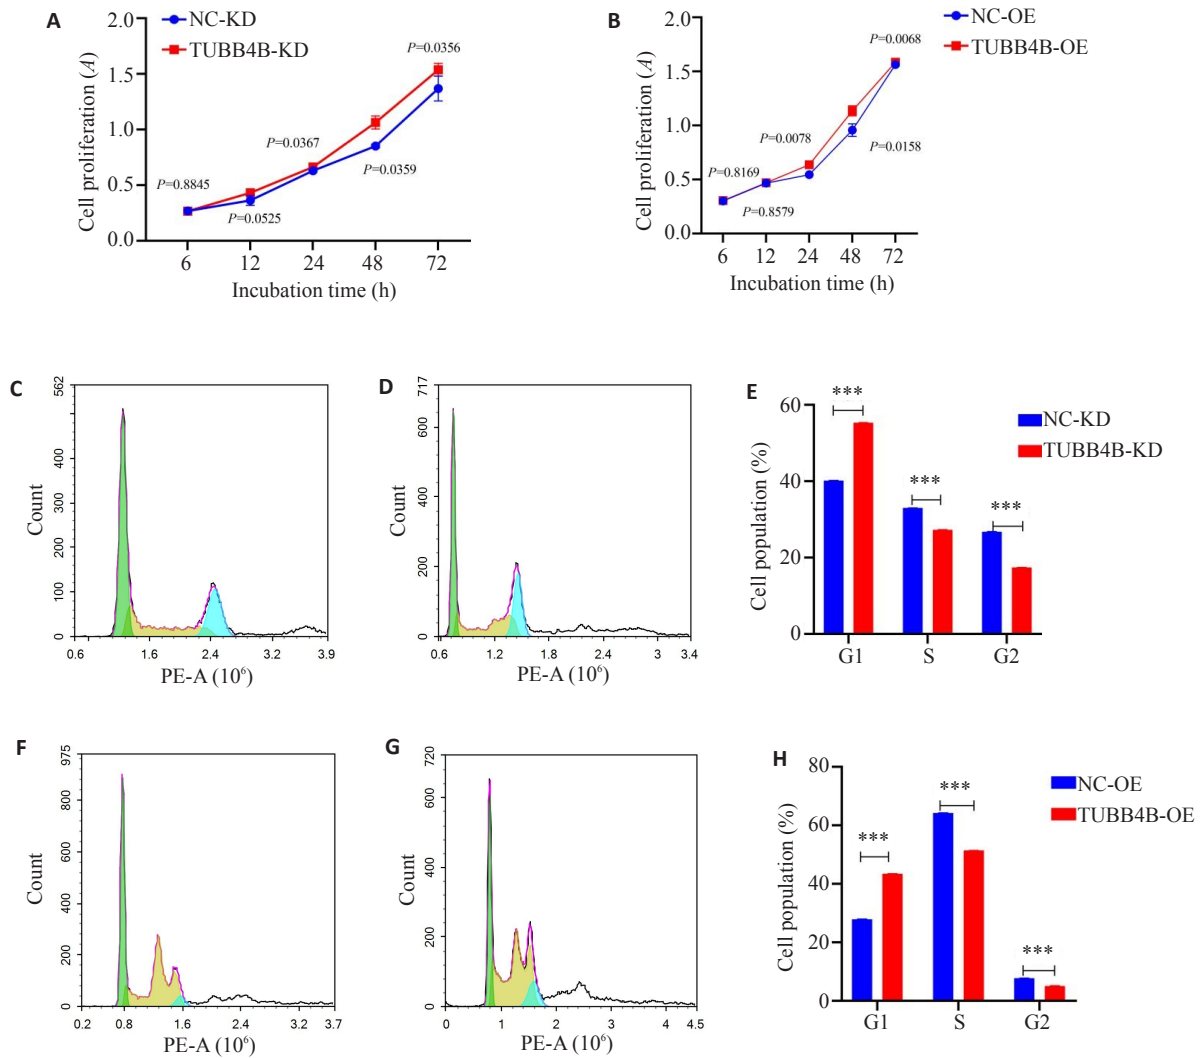 A
NC-KD
TUBB4B-KD
Cell proliferation (A)
2.0
1.5
1.0
0.5
0.0
P=0.8845
P=0.0525
P=0.0367
P=0.0359
P=0.0356
6 12 24 48 72
Incubation time (h)
B
NC-OE
TUBB4B-OE
Cell proliferation (A)
2.0
1.5
1.0
0.5
0.0
P=0.8169
P=0.8579
P=0.0078
P=0.0158
P=0.0068
6 12 24 48 72
Incubation time (h)
C
Count
562
400
300
200
100
0
0.6 1.6 2.4 3.2 3.9
PE-A (10⁶)
D
Count
717
600
400
200
0
0.6 1.2 1.8 2.4 3 3.4
PE-A (10⁶)
E
NC-KD
TUBB4B-KD
Cell population (%)
60
40
20
0
***
***
***
G1 S G2
F
Count
975
800
600
400
200
0
0.2 0.8 1.6 2.4 3.2 3.7
PE-A (10⁶)
G
Count
720
600
400
200
0
0 1 2 3 4 4.5
PE-A (10⁶)
H
NC-OE
TUBB4B-OE
Cell population (%)
80
60
40
20
0
***
***
***
G1 S G2